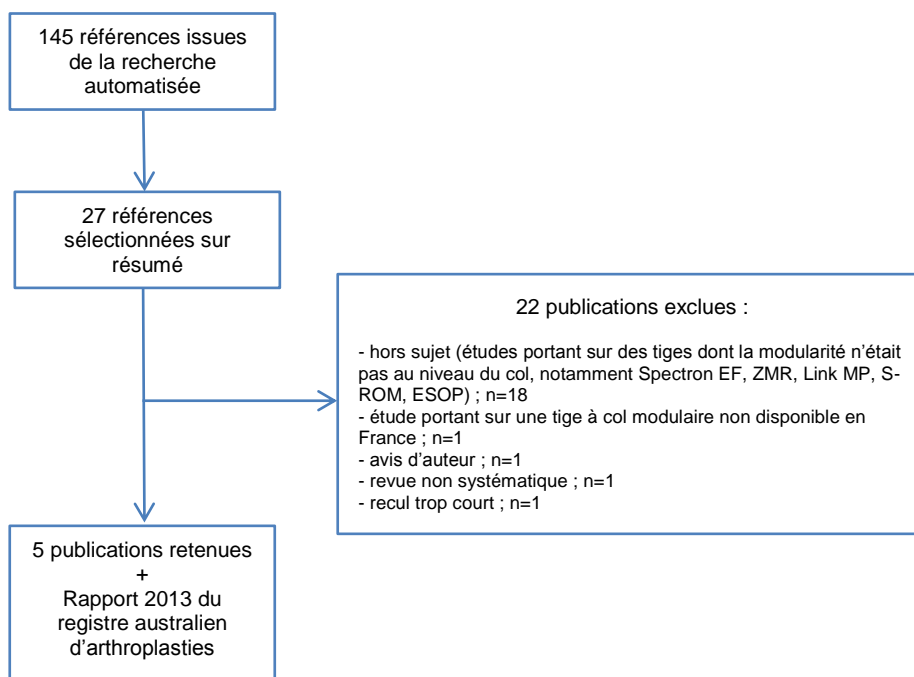 145 références issues
de la recherche
automatisée
27 références
sélectionnées sur
résumé
22 publications exclues :
- hors sujet (études portant sur des tiges dont la modularité n'était
pas au niveau du col, notamment Spectron EF, ZMR, Link MP, S-
ROM, ESOP) ; n=18
- étude portant sur une tige à col modulaire non disponible en
France ; n=1
- avis d'auteur ; n=1
- revue non systématique ; n=1
- recul trop court ; n=1
5 publications retenues
+
Rapport 2013 du
registre australien
d'arthroplasties